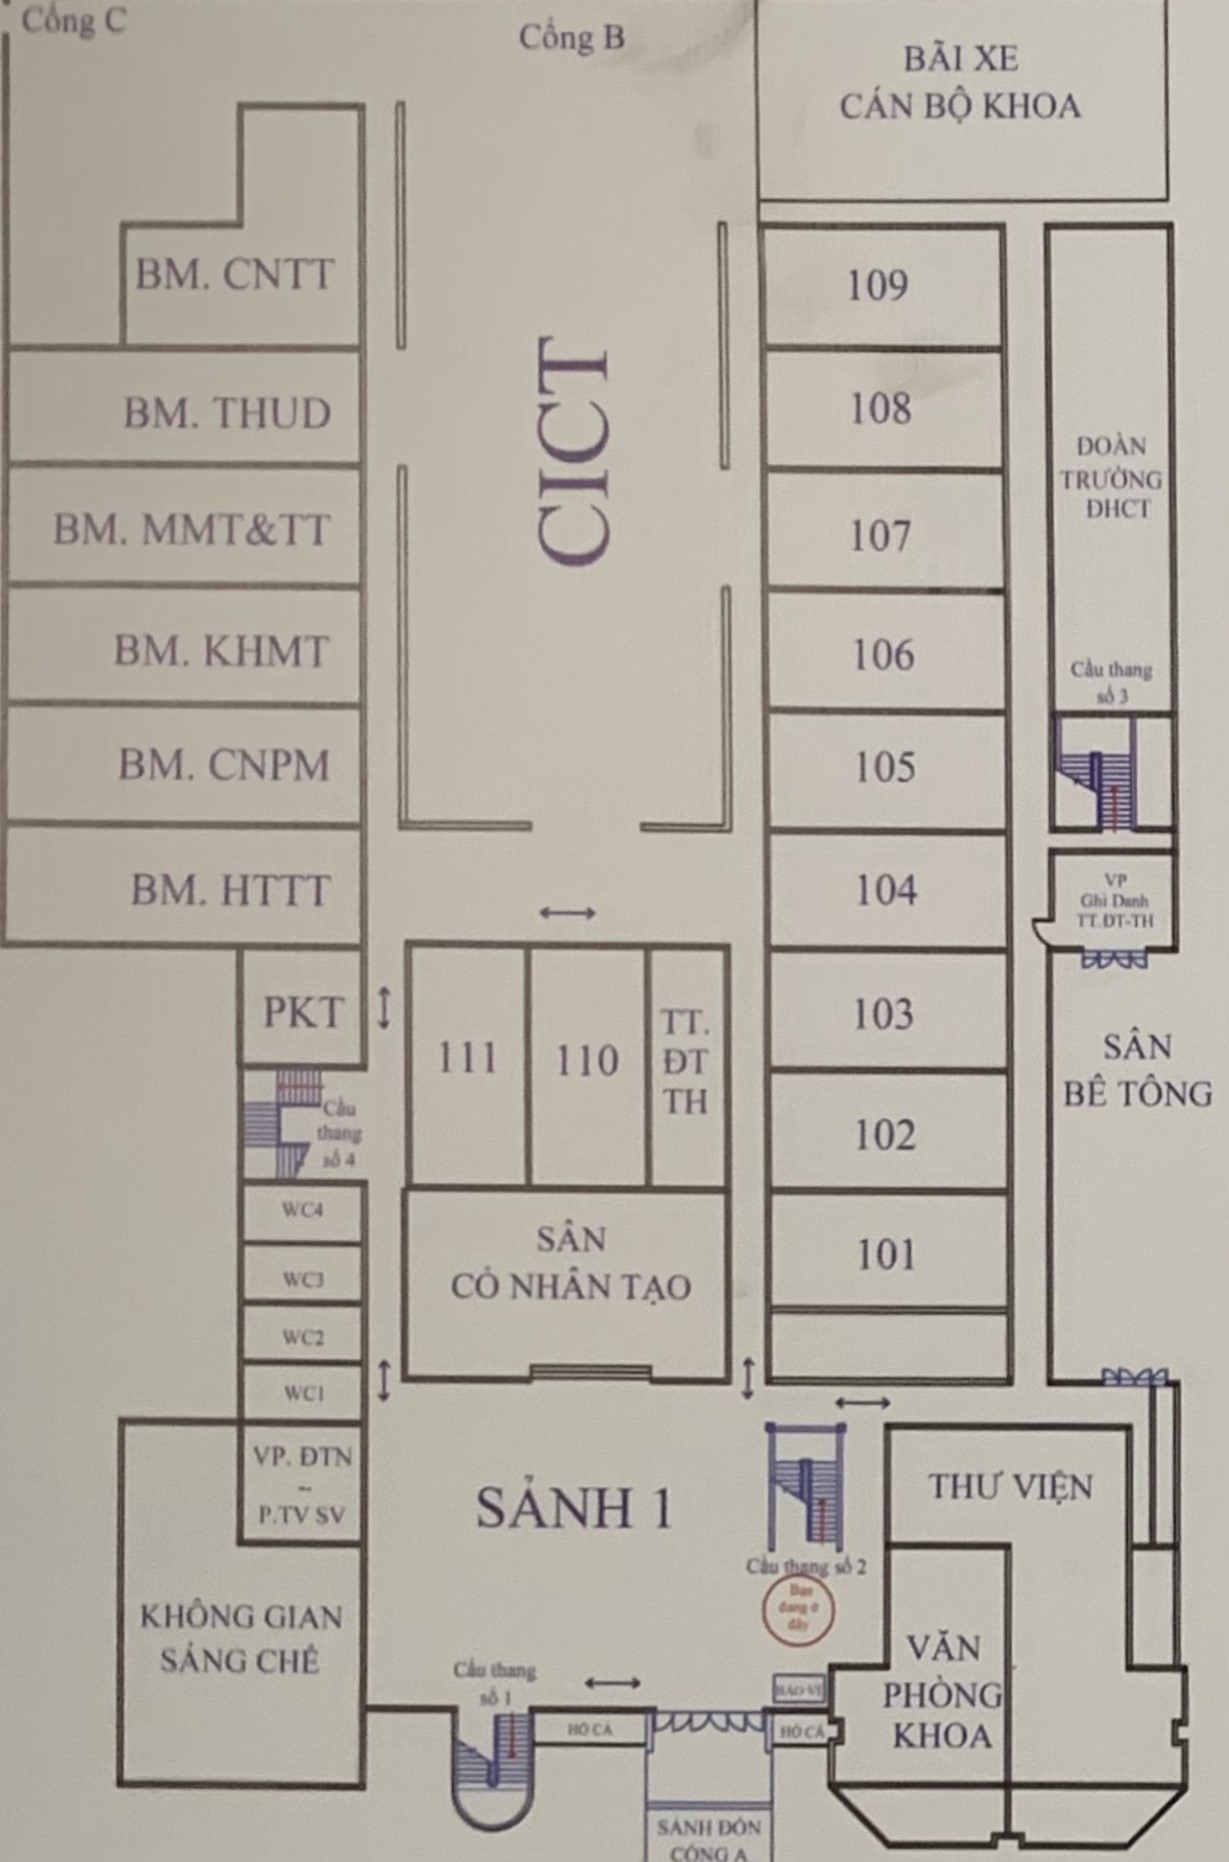 Cổng C
Cổng B
BÃI XE
CÁN BỘ KHOA
BM. CNTT
109
BM. THUD
108
CICT
ĐOÀN
TRƯỜNG
ĐHCT
BM. MMT&TT
107
BM. KHMT
106
Cầu thang
số 3
BM. CNPM
105
BM. HTTT
104
VP
Ghi Danh
TT.ĐT-TH
PKT
111
110
TT.
ĐT
TH
103
SÂN
BÊ TÔNG
Cầu
thang
số 4
102
WC4
SÂN
CỎ NHÂN TẠO
101
WC3
WC2
WC1
VP. ĐTN
~
P.TV SV
SẢNH 1
THƯ VIỆN
Cầu thang số 2
Bạn
đang ở
đây
KHÔNG GIAN
SÁNG CHẾ
VĂN
PHÒNG
KHOA
Cầu thang
số 1
BẢO VỆ
HỒ CÁ
HỒ CÁ
SẢNH ĐÓN
CỔNG A